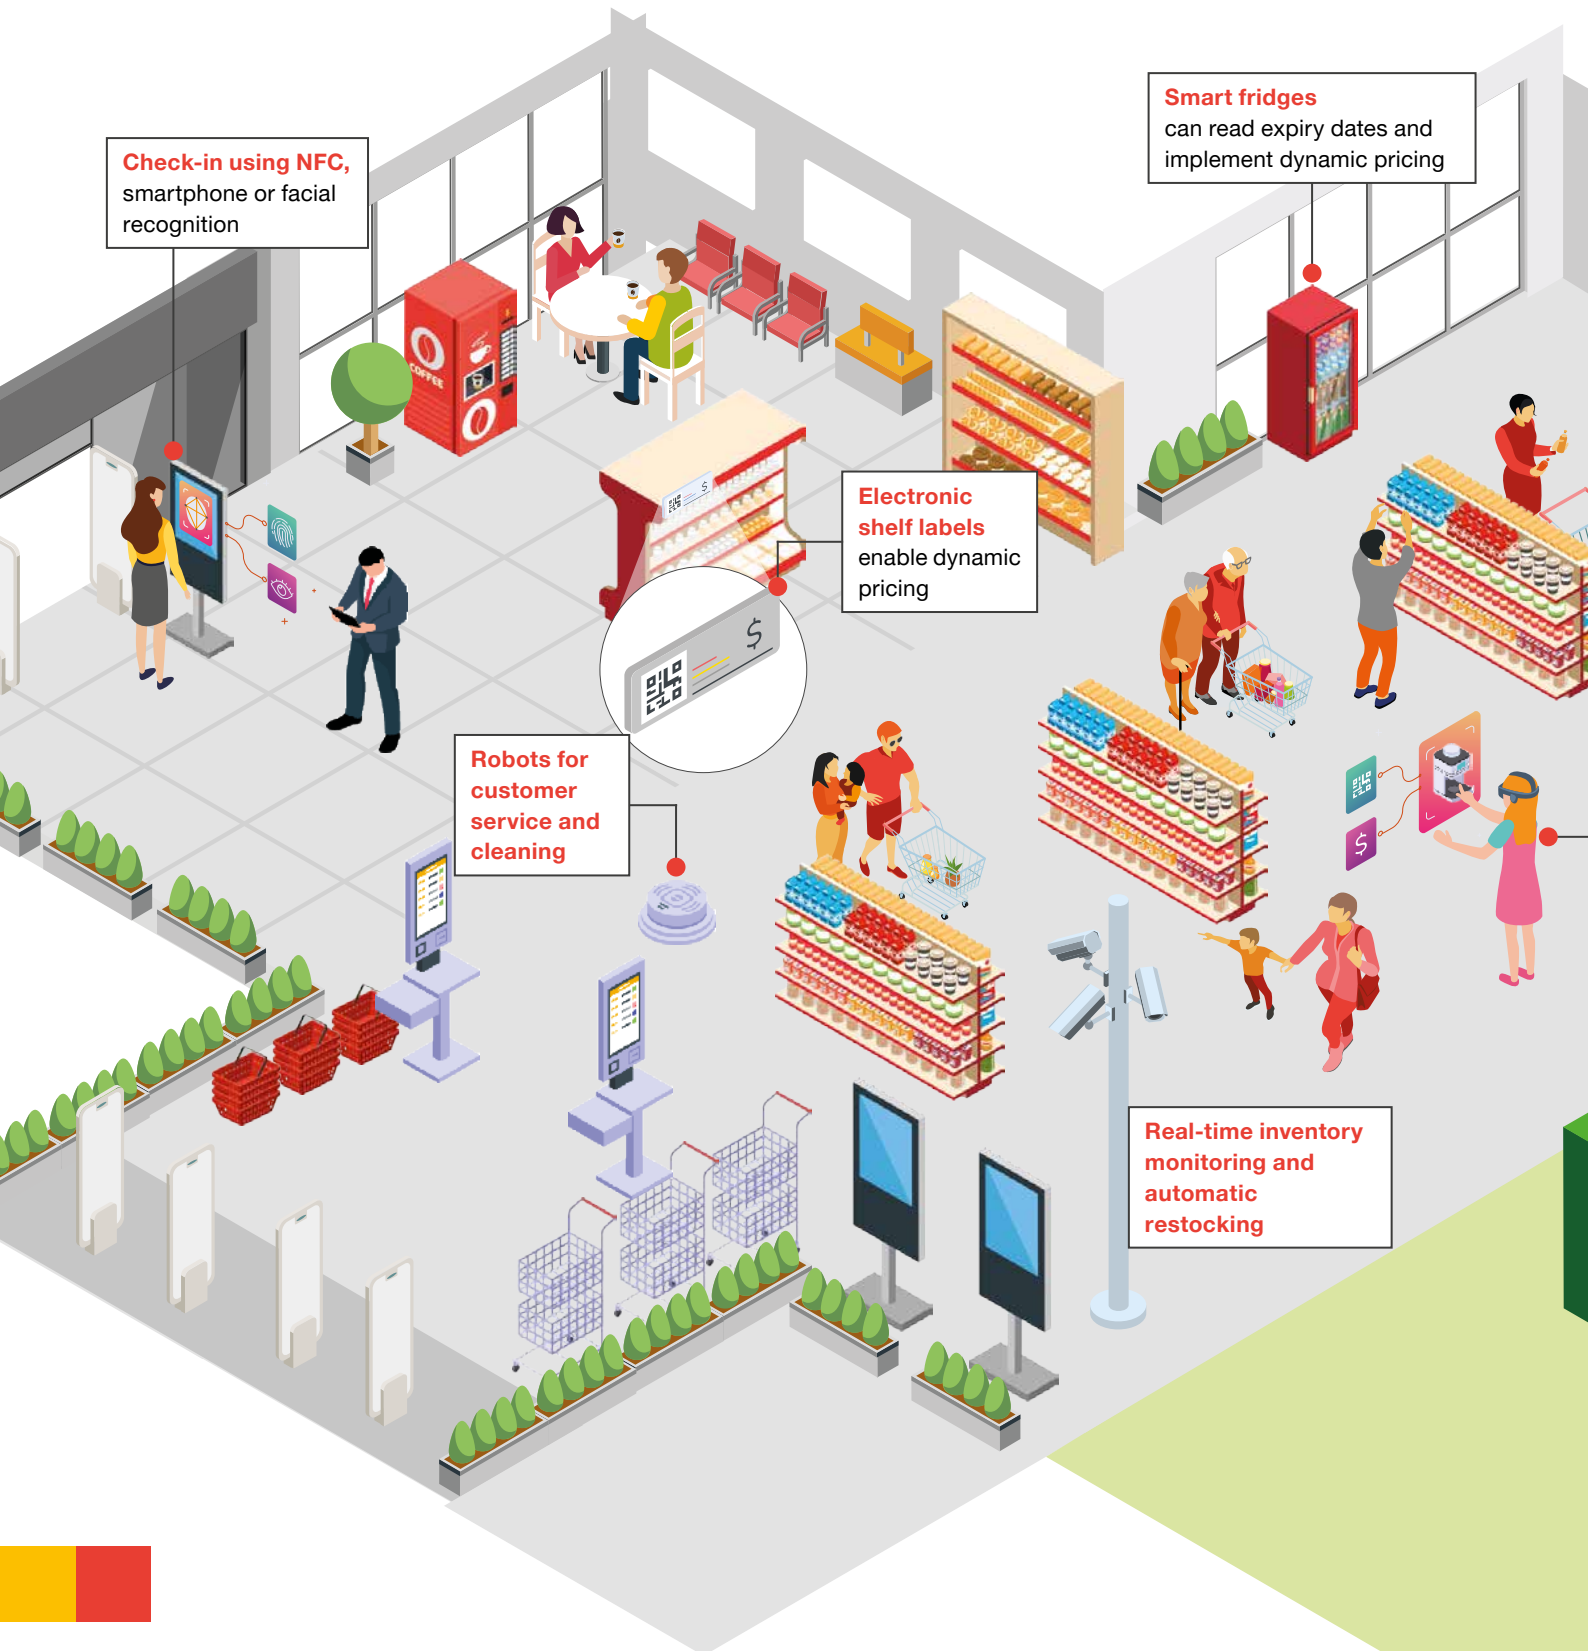 Smart fridges
can read expiry dates and
implement dynamic pricing
Check-in using NFC,
smartphone or facial
recognition
COFFEE
Electronic
shelf labels
enable dynamic
pricing
$
$
Robots for
customer
service and
cleaning
$
Real-time inventory
monitoring and
automatic
restocking